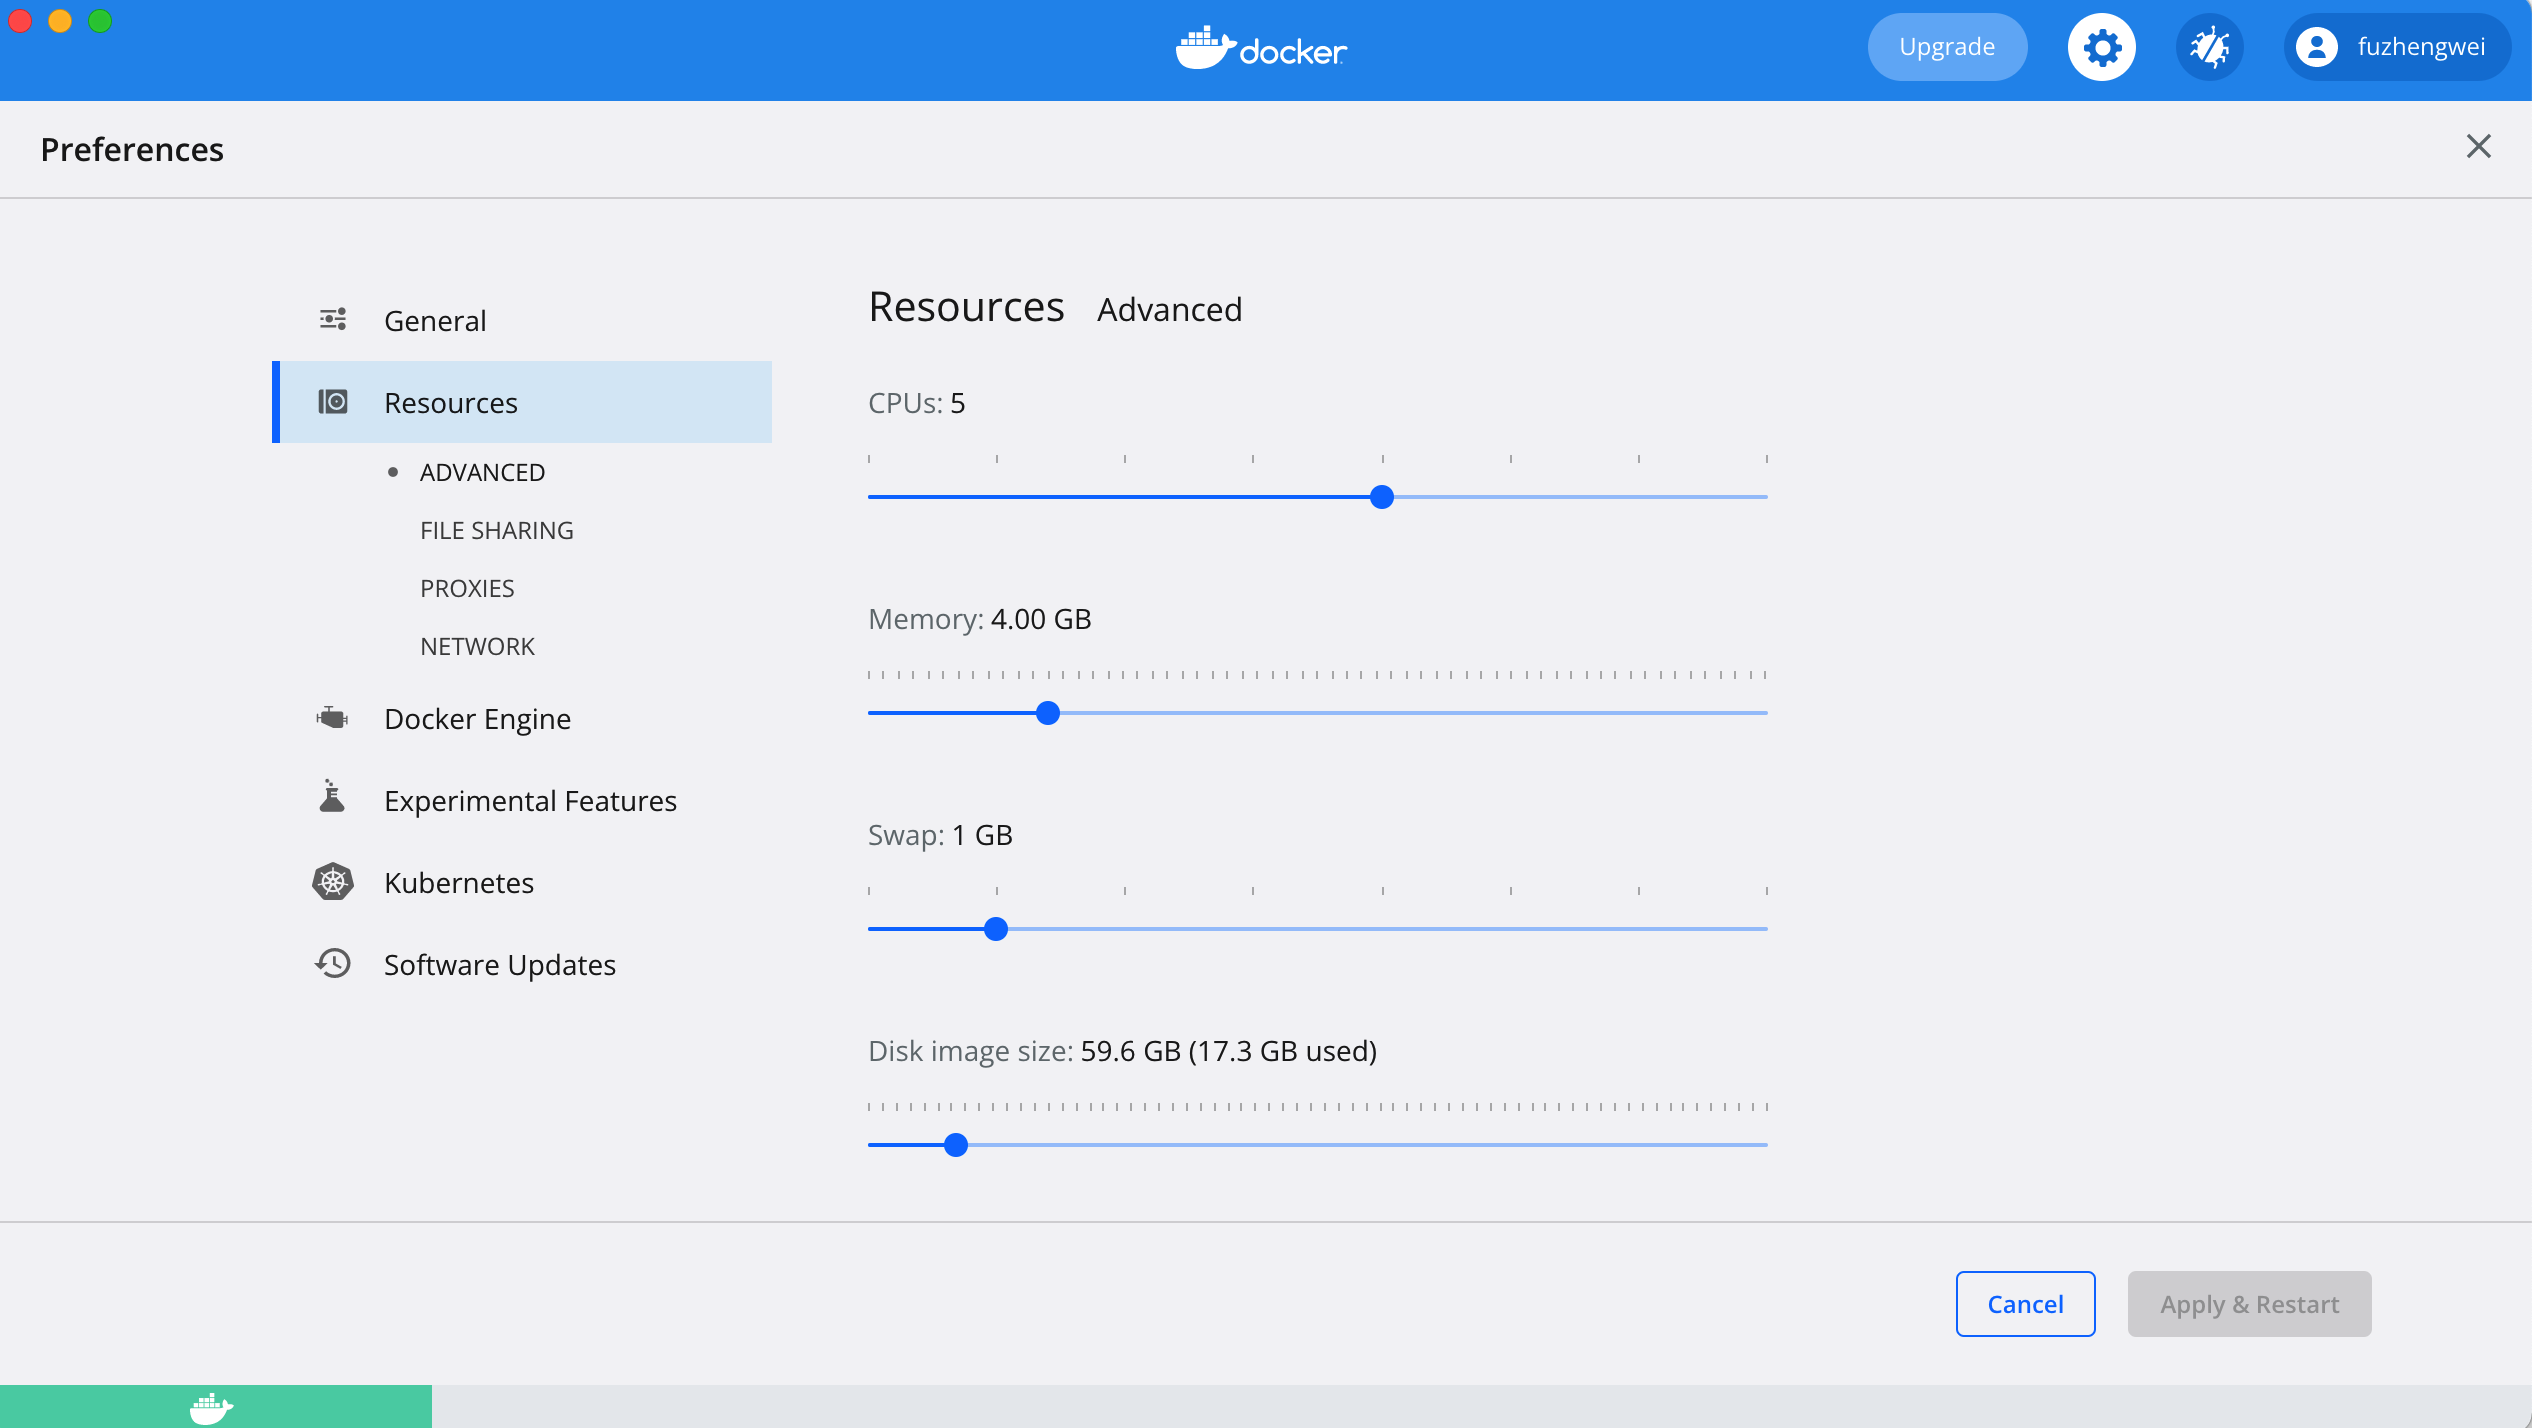 docker
Upgrade
fuzhengwei
Preferences
General
Resources
ADVANCED
FILE SHARING
PROXIES
NETWORK
Docker Engine
Experimental Features
Kubernetes
Software Updates
Resources Advanced
CPUs: 5
Memory: 4.00 GB
Swap: 1 GB
Disk image size: 59.6 GB (17.3 GB used)
Cancel
Apply & Restart